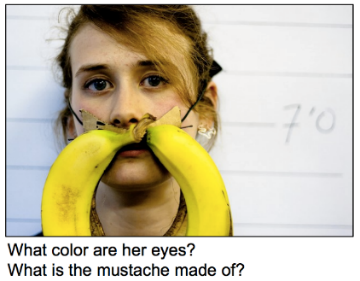 7'0
What color are her eyes?
What is the mustache made of?